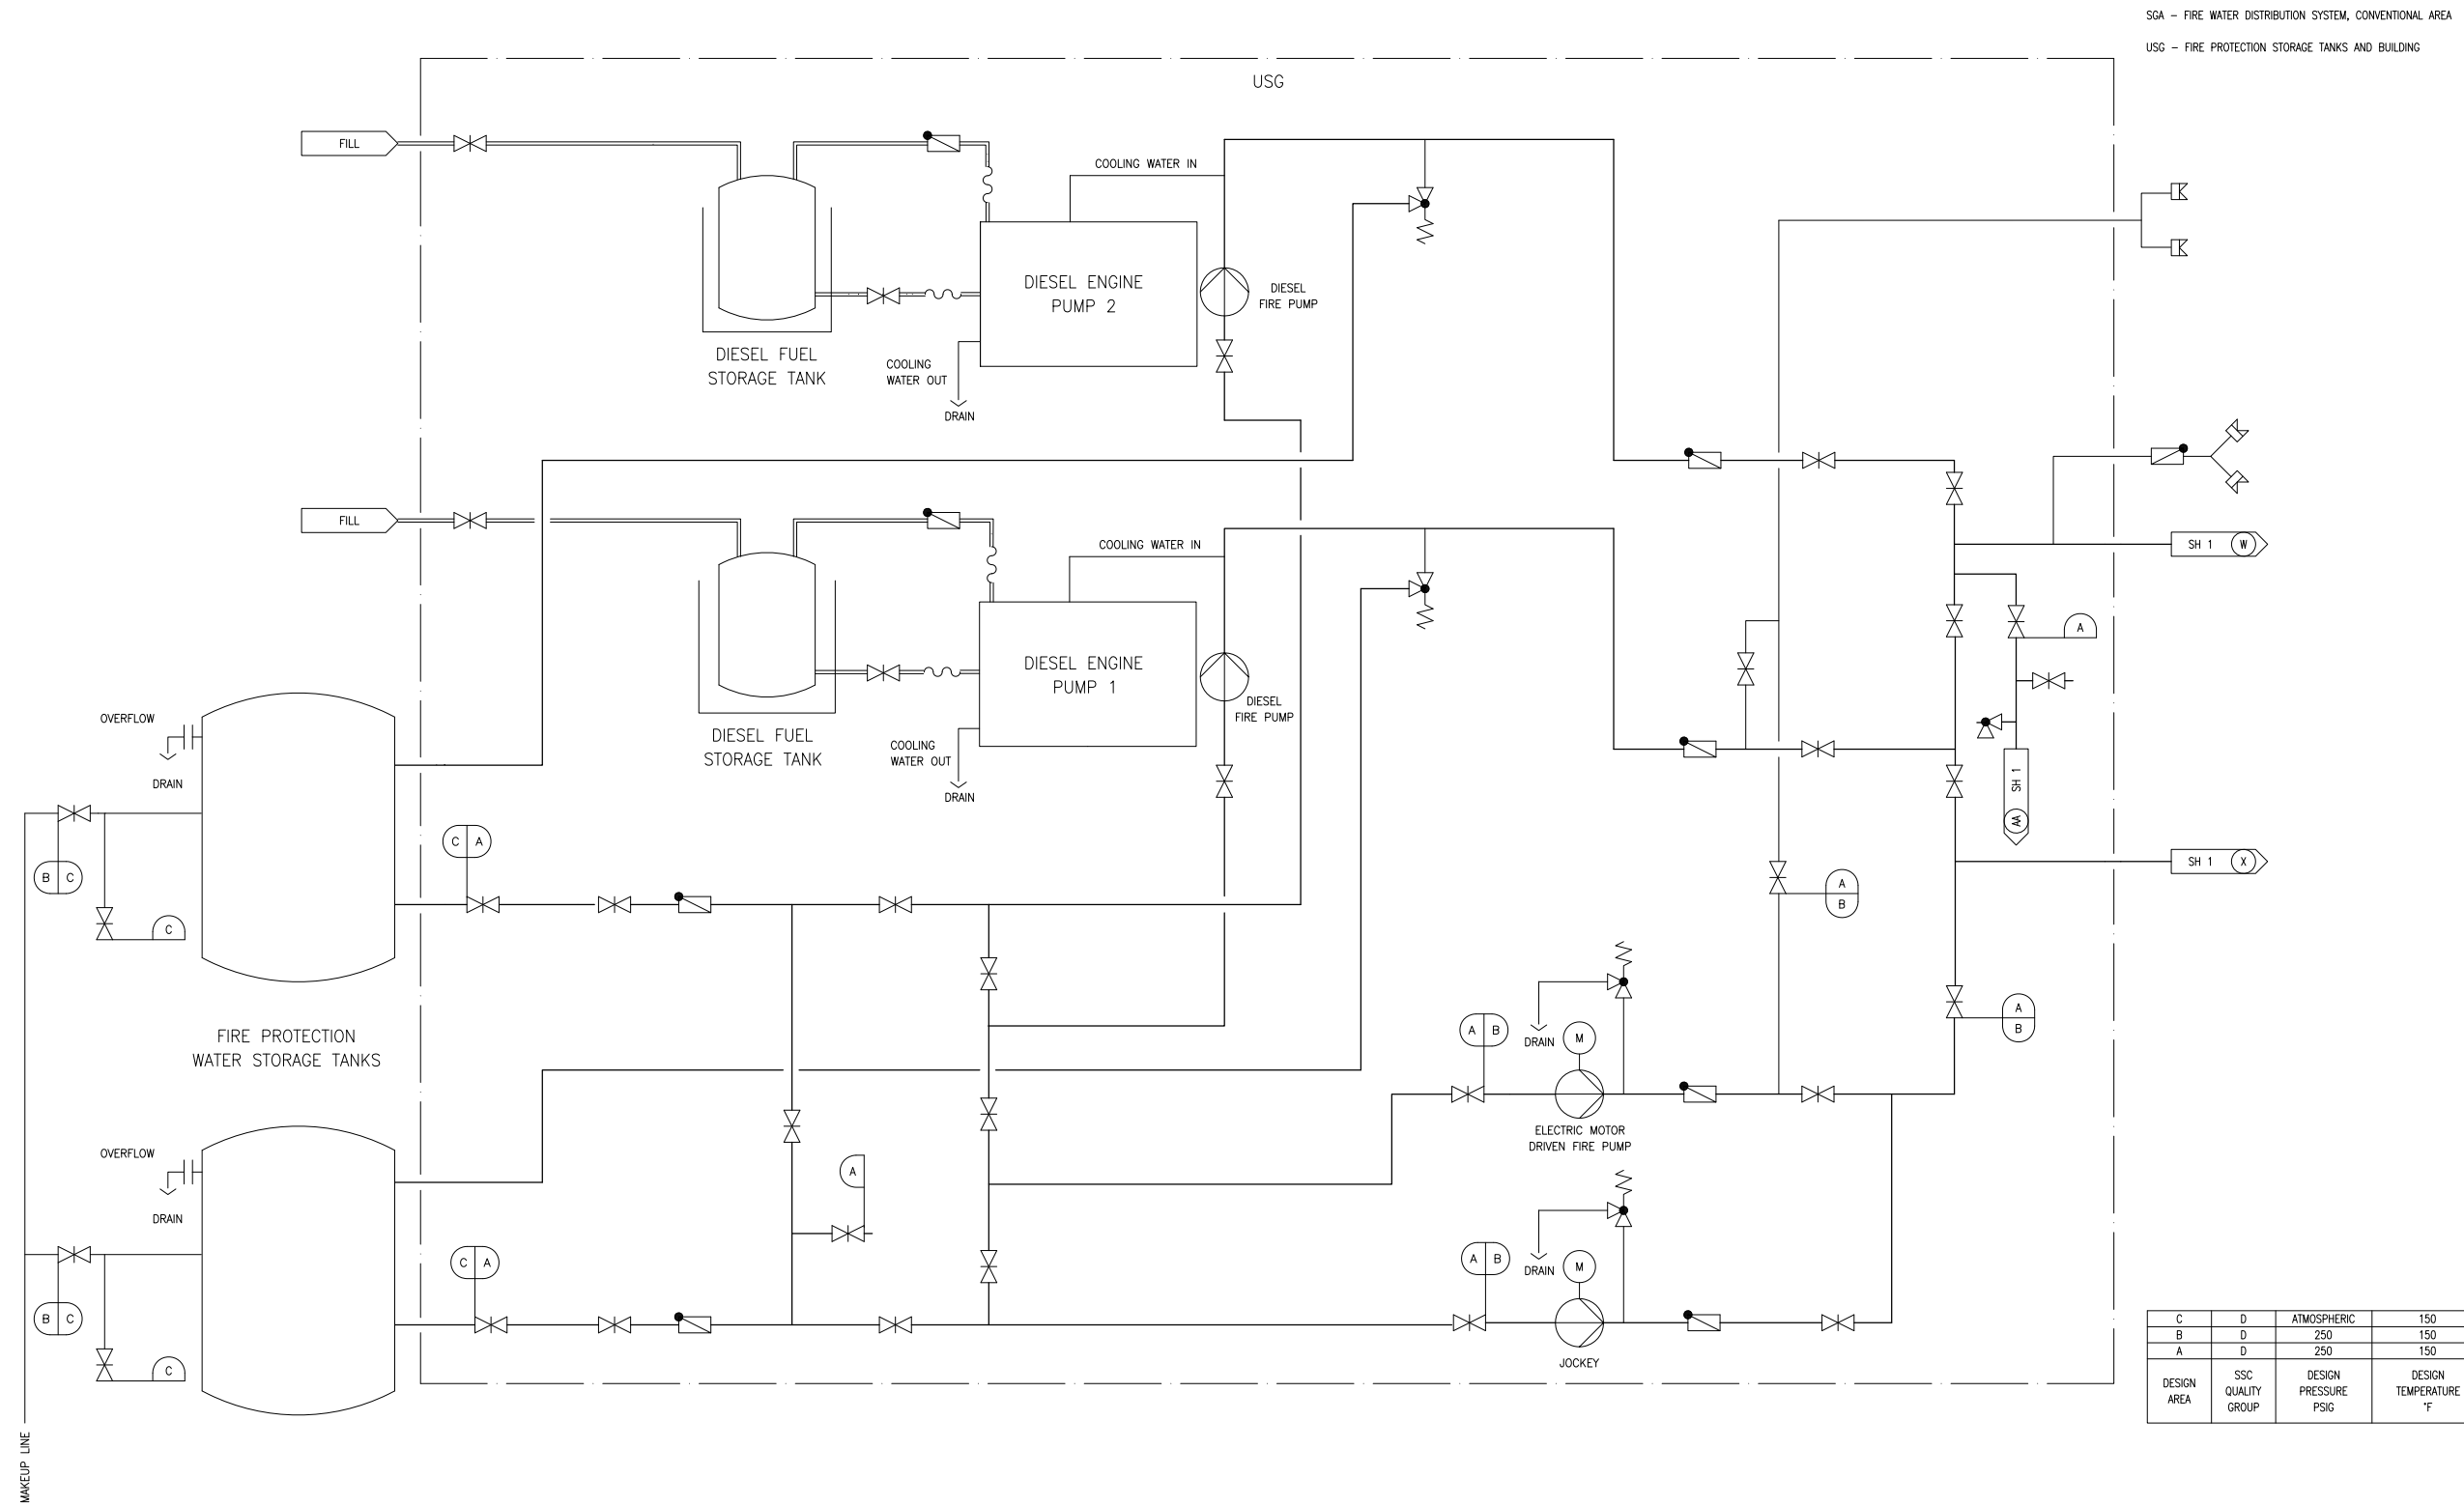 SGA – FIRE WATER DISTRIBUTION SYSTEM, CONVENTIONAL AREA
USG – FIRE PROTECTION STORAGE TANKS AND BUILDING
USG
FILL
COOLING WATER IN
DIESEL ENGINE
PUMP 2
DIESEL
FIRE PUMP
DIESEL FUEL
STORAGE TANK
COOLING
WATER OUT
DRAIN
FILL
COOLING WATER IN
SH 1 W
DIESEL ENGINE
PUMP 1
A
DIESEL
FIRE PUMP
DIESEL FUEL
STORAGE TANK
COOLING
WATER OUT
DRAIN
OVERFLOW
DRAIN
SH 1
AA
C A
B C
C
SH 1 X
A
B
FIRE PROTECTION
WATER STORAGE TANKS
A B
DRAIN
M
A
B
ELECTRIC MOTOR
DRIVEN FIRE PUMP
OVERFLOW
DRAIN
A
C A
B C
C
A B
DRAIN
M
JOCKEY
C D ATMOSPHERIC 150
B D 250 150
A D 250 150
DESIGN
AREA
SSC
QUALITY
GROUP
DESIGN
PRESSURE
PSIG
DESIGN
TEMPERATURE
°F
MAKEUP LINE